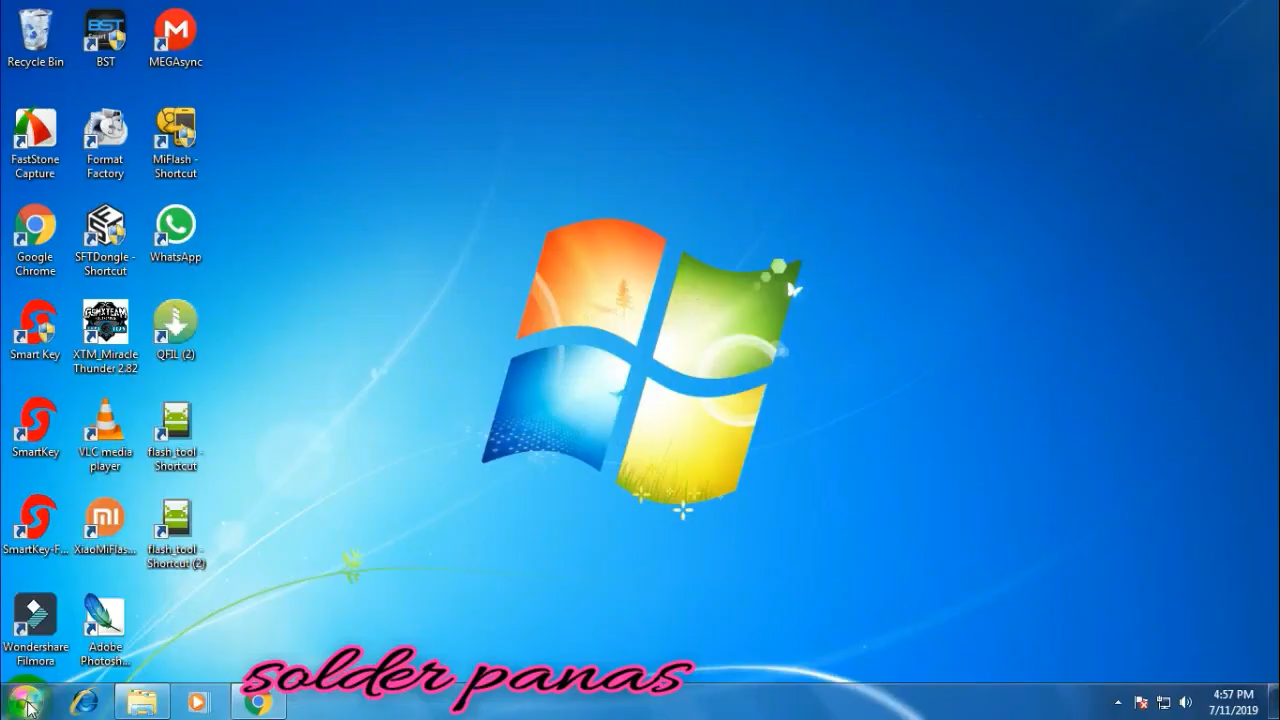 Recycle Bin
BST
MEGAsync
FastStone
Capture
Format
Factory
MiFlash -
Shortcut
Google
Chrome
SFTDongle -
Shortcut
WhatsApp
Smart Key
XTM_Miracle
Thunder 2.82
QFIL (2)
SmartKey
VLC media
player
flash_tool -
Shortcut
SmartKey-F...
XiaoMiFlas...
flash_tool -
Shortcut (2)
Wondershare
Filmora
Adobe
Photosh...
solder panas
4:57 PM
7/11/2019